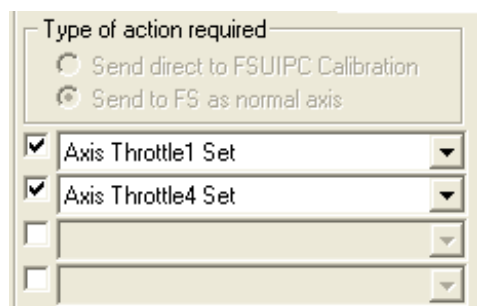 Type of action required
Send direct to FSUIPC Calibration
Send to FS as normal axis
Axis Throttle1 Set
Axis Throttle4 Set